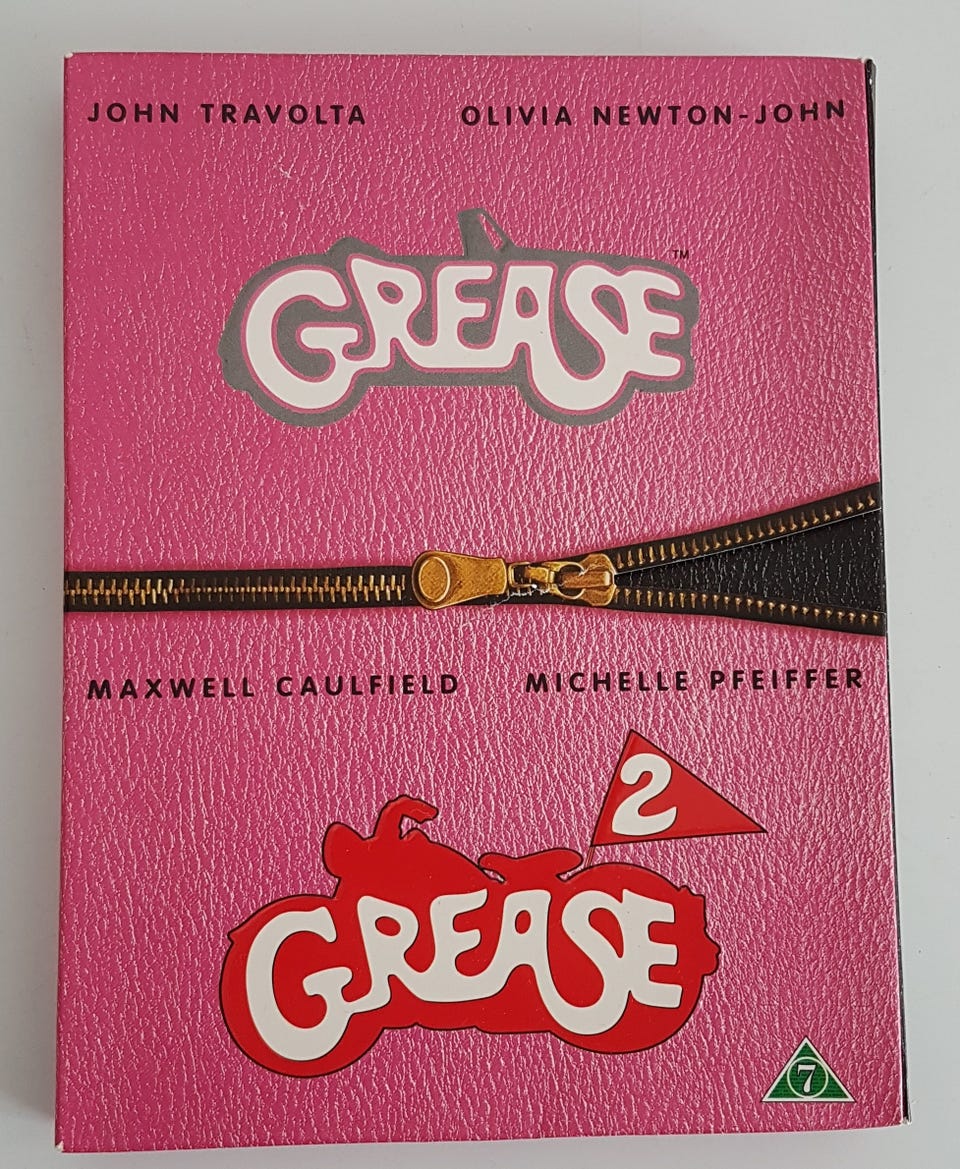 JOHN TRAVOLTA OLIVIA NEWTON-JOHN
GREASE™
MAXWELL CAULFIELD MICHELLE PFEIFFER
2
GREASE
7